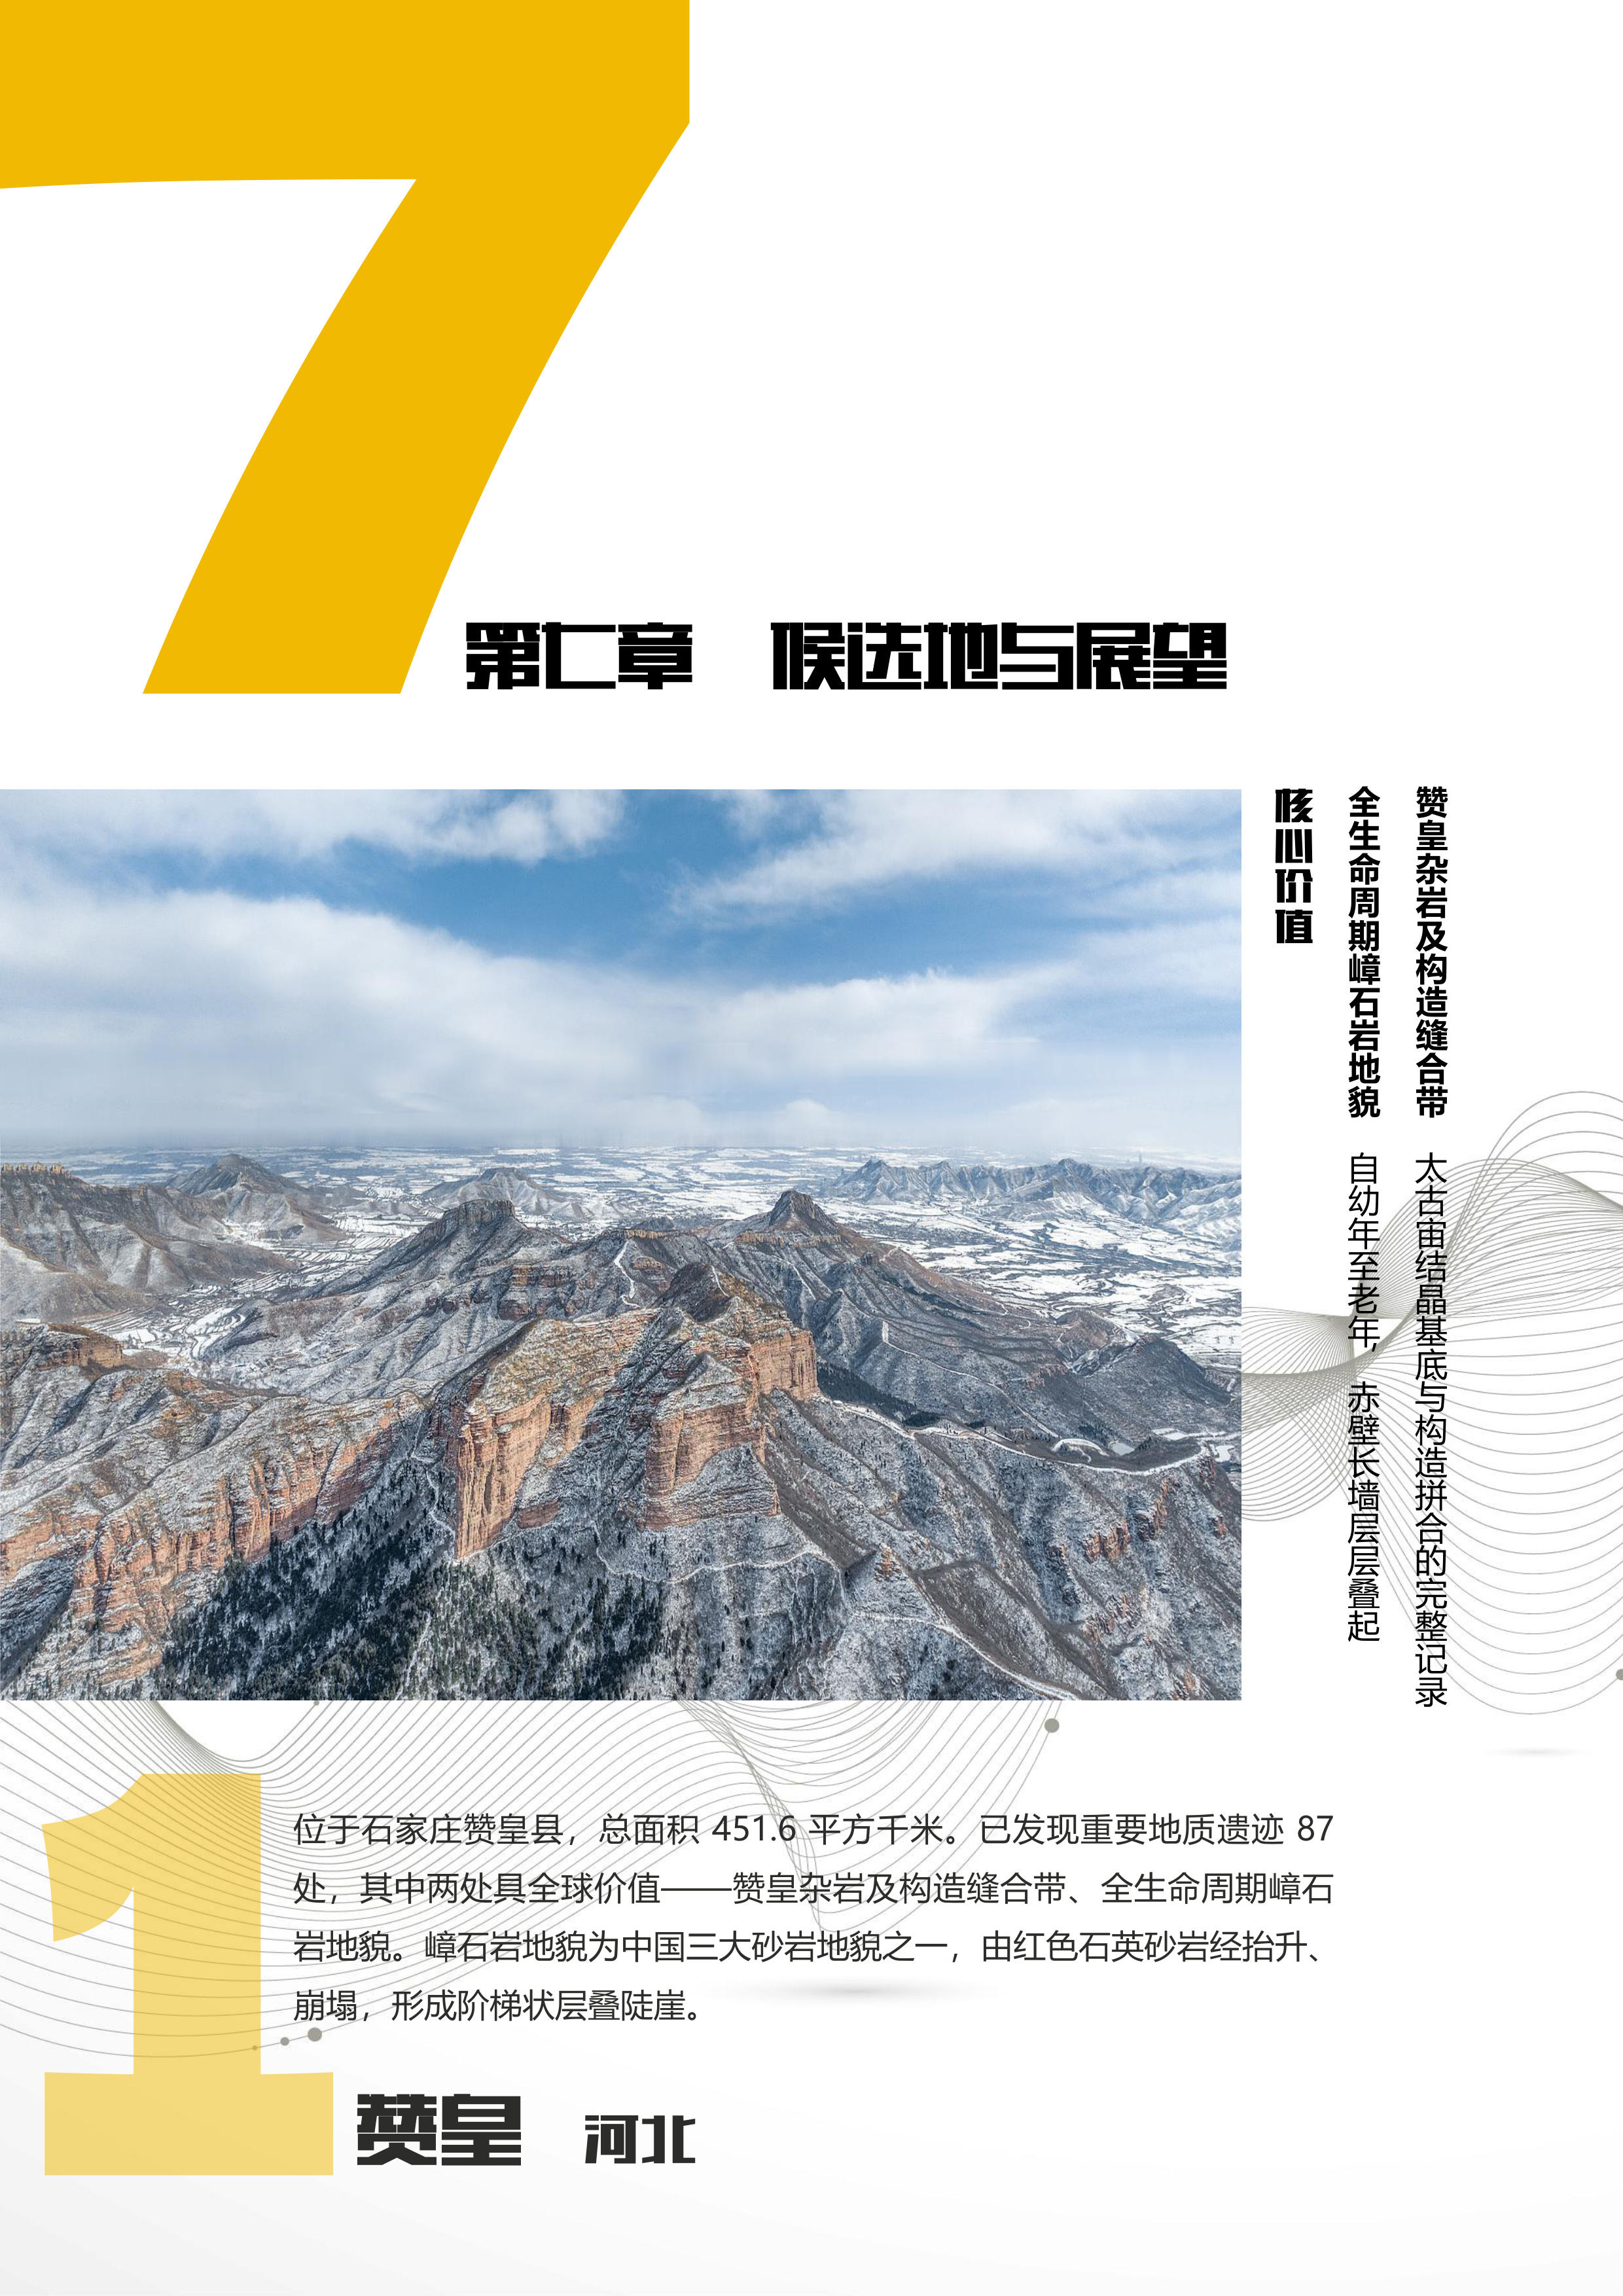 7
第七章 候选地与展望
核心价值
赞皇杂岩及构造缝合带 太古宙结晶基底与构造拼合的完整记录
全生命周期嶂石岩地貌 自幼年至老年，赤壁长墙层层叠起
1
位于石家庄赞皇县，总面积 451.6 平方千米。已发现重要地质遗迹 87
处，其中两处具全球价值——赞皇杂岩及构造缝合带、全生命周期嶂石
岩地貌。嶂石岩地貌为中国三大砂岩地貌之一，由红色石英砂岩经抬升、
崩塌，形成阶梯状层叠陡崖。
赞皇 河北